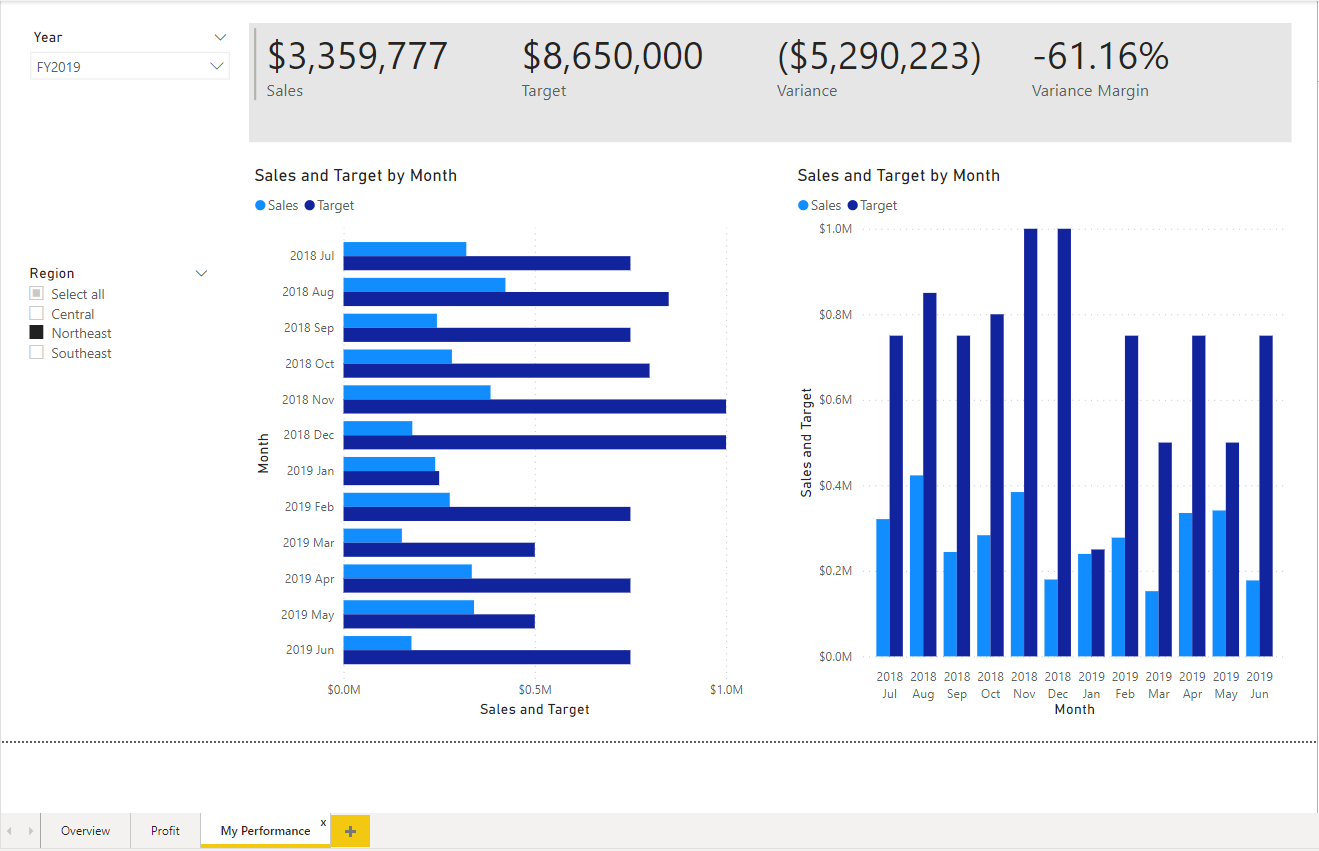 Year
FY2019
$3,359,777
Sales
$8,650,000
Target
($5,290,223)
Variance
-61.16%
Variance Margin
Region
Select all
Central
Northeast
Southeast
Sales and Target by Month
Sales Target
Month
2018 Jul
2018 Aug
2018 Sep
2018 Oct
2018 Nov
2018 Dec
2019 Jan
2019 Feb
2019 Mar
2019 Apr
2019 May
2019 Jun
$0.0M $0.5M $1.0M
Sales and Target
Sales and Target by Month
Sales Target
Sales and Target
$1.0M
$0.8M
$0.6M
$0.4M
$0.2M
$0.0M
2018 2018 2018 2018 2018 2018 2019 2019 2019 2019 2019 2019
Jul Aug Sep Oct Nov Dec Jan Feb Mar Apr May Jun
Month
Overview Profit My Performance x +